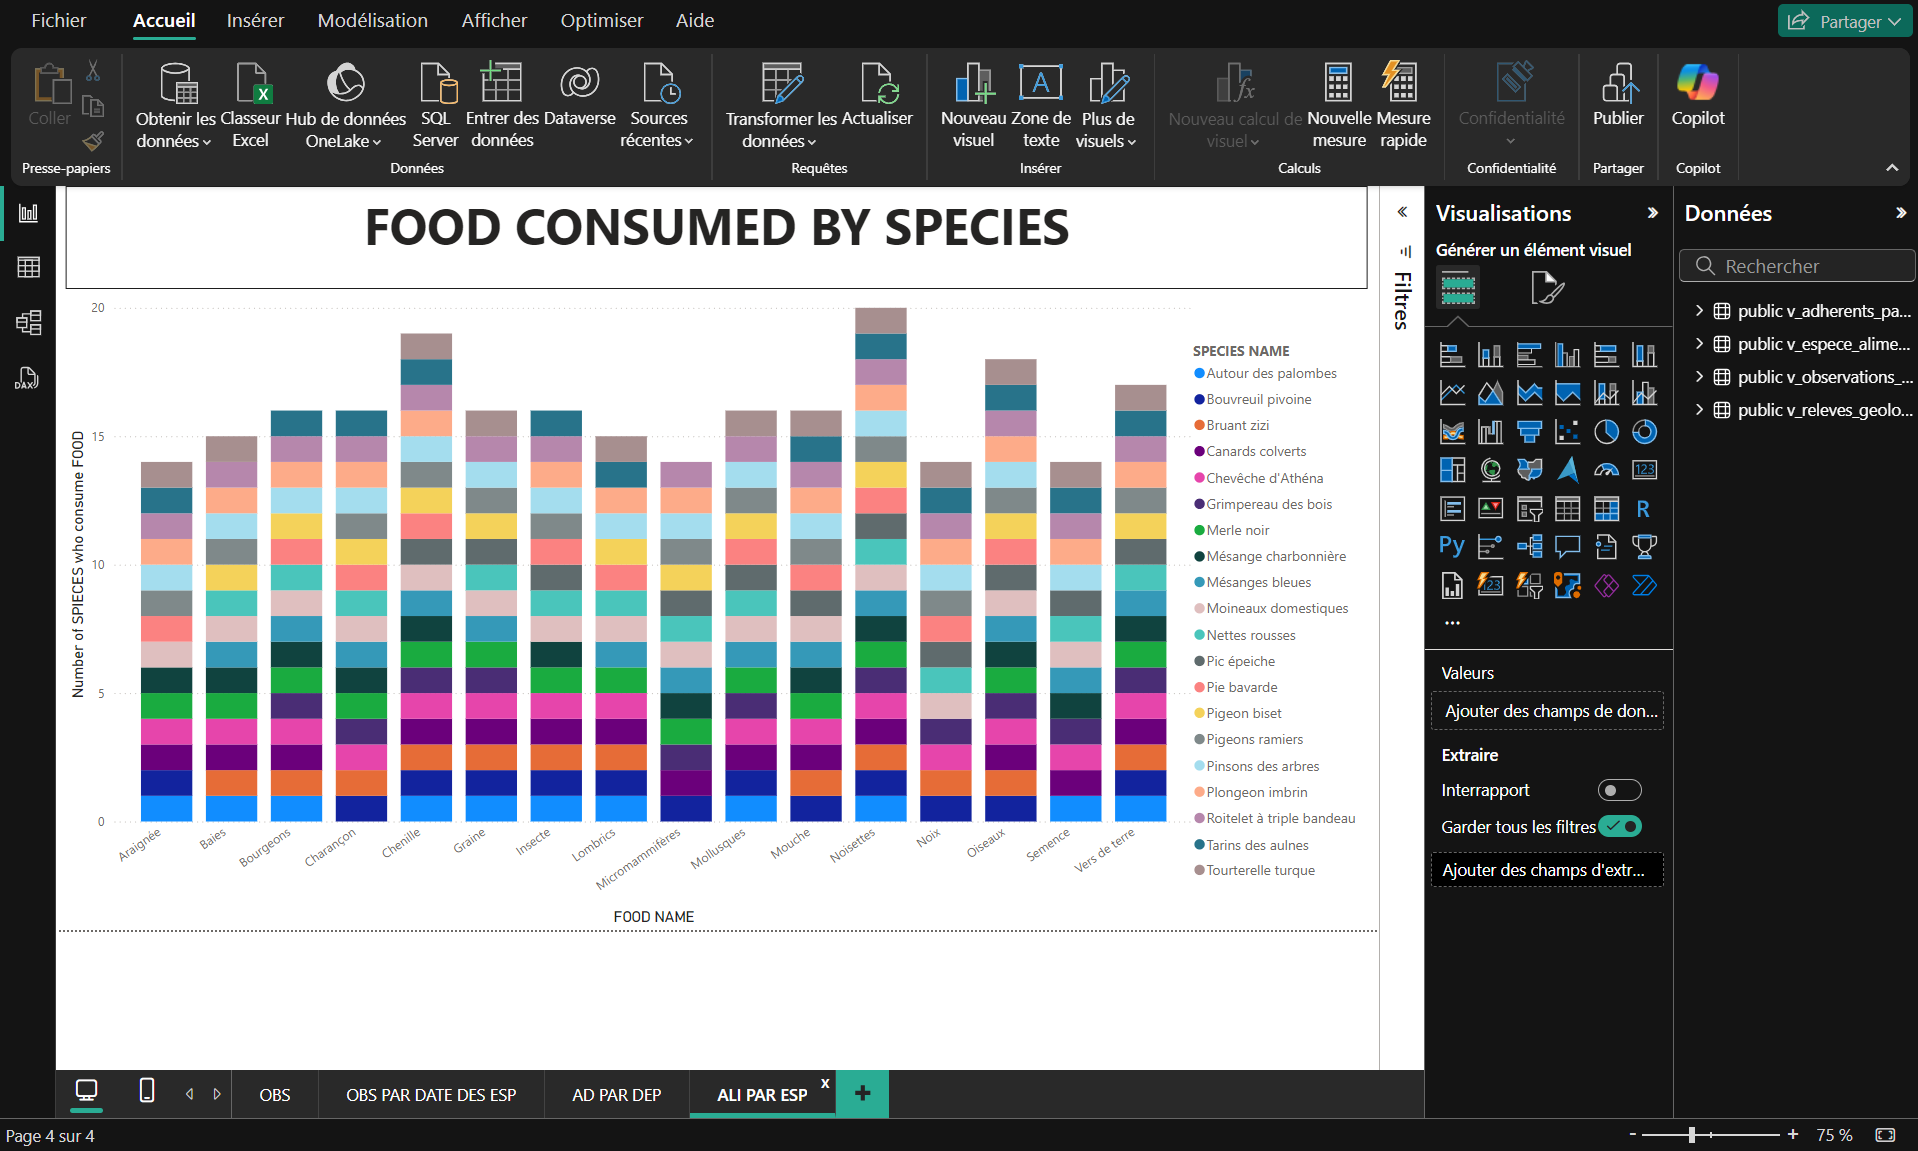 Fichier
Accueil
Insérer
Modélisation
Afficher
Optimiser
Aide
Partager
Coller
Presse-papiers
Obtenir les
données
Classeur
Excel
Hub de données
OneLake
SQL
Server
Entrer des
données
Dataverse
Sources
récentes
Données
Transformer les
données
Actualiser
Requêtes
Nouveau
visuel
Zone de
texte
Plus de
visuels
Insérer
Nouveau calcul de
visuel
Nouvelle
mesure
Mesure
rapide
Calculs
Confidentialité
Confidentialité
Publier
Partager
Copilot
Copilot
DAX
FOOD CONSUMED BY SPECIES
Number of SPIECES who consume FOOD
20
15
10
5
0
Araignée
Baies
Bourgeons
Charançon
Chenille
Graine
Insecte
Lombrics
Micromammifères
Mollusques
Mouche
Noisettes
Noix
Oiseaux
Semence
Vers de terre
FOOD NAME
SPECIES NAME
Autour des palombes
Bouvreuil pivoine
Bruant zizi
Canards colverts
Chevêche d'Athéna
Grimpereau des bois
Merle noir
Mésange charbonnière
Mésanges bleues
Moineaux domestiques
Nettes rousses
Pic épeiche
Pie bavarde
Pigeon biset
Pigeons ramiers
Pinsons des arbres
Plongeon imbrin
Roitelet à triple bandeau
Tarins des aulnes
Tourterelle turque
Filtres
Visualisations
Générer un élément visuel
123
R
Py
123
...
Valeurs
Ajouter des champs de don...
Extraire
Interrapport
Garder tous les filtres
Ajouter des champs d'extr...
Données
Rechercher
public v_adherents_pa...
public v_espece_alime...
public v_observations_...
public v_releves_geolo...
OBS
OBS PAR DATE DES ESP
AD PAR DEP
ALI PAR ESP
x
+
Page 4 sur 4
-
+
75 %